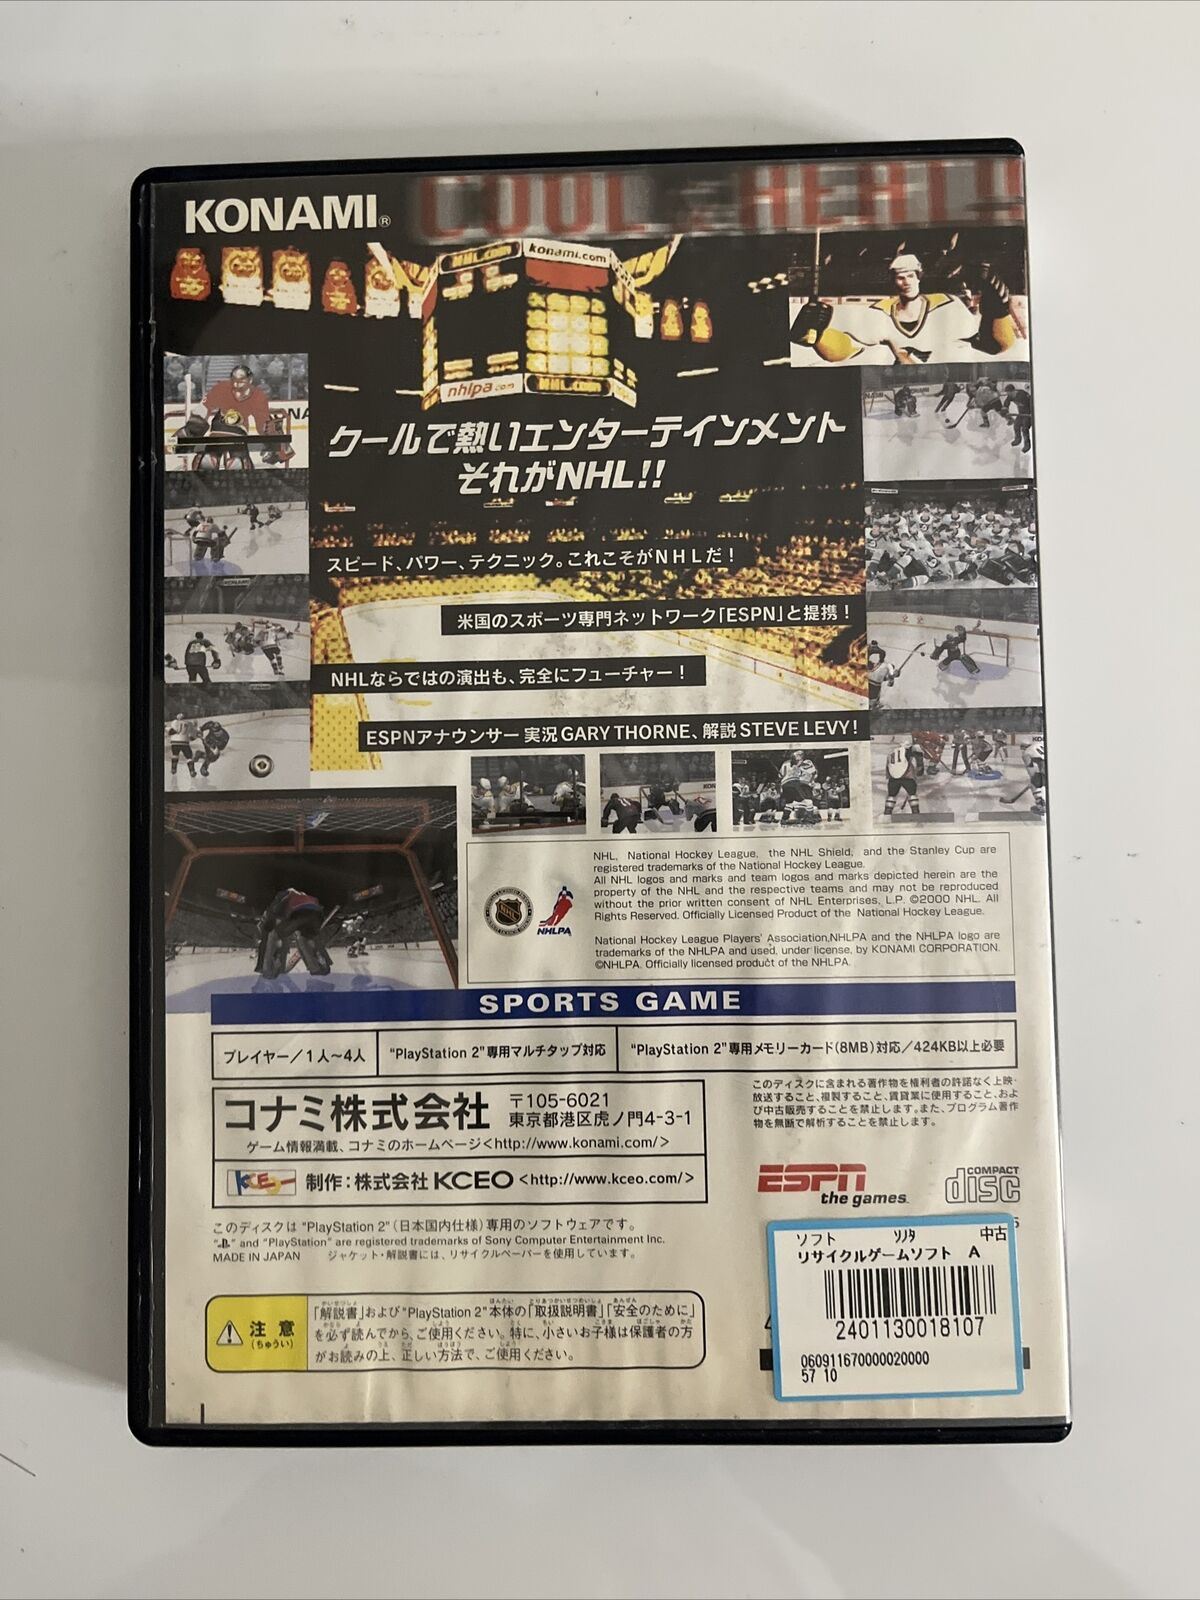 KONAMI®
COOL & HEAT
NHL.com
konami.com
nhlpa.com
NHL.com
クールで熱いエンターテインメント
それがNHL!!
スピード、パワー、テクニック。これこそがNHLだ！
米国のスポーツ専門ネットワーク「ESPN」と提携！
NHLならではの演出も、完全にフューチャー！
ESPNアナウンサー 実況 GARY THORNE、解説 STEVE LEVY!
NHL, National Hockey League, the NHL Shield, and the Stanley Cup are
registered trademarks of the National Hockey League.
All NHL logos and marks and team logos and marks depicted herein are the
property of the NHL and the respective teams and may not be reproduced
without the prior written consent of NHL Enterprises, L.P. ©2000 NHL. All
Rights Reserved. Officially Licensed Product of the National Hockey League.
NHL
NHLPA
National Hockey League Players' Association,NHLPA and the NHLPA logo are
trademarks of the NHLPA and used, under license, by KONAMI CORPORATION.
©NHLPA. Officially licensed product of the NHLPA.
SPORTS GAME
プレイヤー／1人〜4人
"PlayStation 2"専用マルチタップ対応
"PlayStation 2"専用メモリーカード(8MB)対応／424KB以上必要
コナミ株式会社
〒105-6021
東京都港区虎ノ門4-3-1
ゲーム情報満載、コナミのホームページ<http://www.konami.com/>
KCEO
制作：株式会社 KCEO <http://www.kceo.com/>
このディスクに含まれる著作物を権利者の許諾なく上映・
放送すること、複製すること、賃貸業に使用すること、およ
び中古販売することを禁止します。また、プログラム著作
物を無断で解析することを禁止します。
ESPN
the games.
COMPACT
disc
このディスクは "PlayStation 2"（日本国内仕様）専用のソフトウェアです。
" " and "PlayStation" are registered trademarks of Sony Computer Entertainment Inc.
MADE IN JAPAN ジャケット・解説書には、リサイクルペーパーを使用しています。
注意
(ちゅうい)
「解説書」および"PlayStation 2"本体の「取扱説明書」「安全のために」
を必ず読んでから、ご使用ください。特に、小さいお子様は保護者の方
がお読みの上、正しい方法で、ご使用ください。
ソフト ｿﾉﾀ 中古
リサイクルゲームソフト A
2401130018107
060911670000020000
57 10